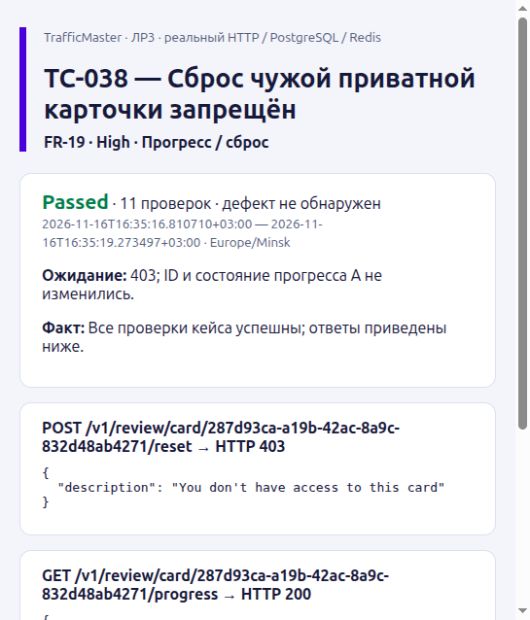 TrafficMaster · ЛР3 · реальный HTTP / PostgreSQL / Redis
TC-038 — Сброс чужой приватной
карточки запрещён
FR-19 · High · Прогресс / сброс
Passed · 11 проверок · дефект не обнаружен
2026-11-16T16:35:16.810710+03:00 — 2026-11-
16T16:35:19.273497+03:00 · Europe/Minsk
Ожидание: 403; ID и состояние прогресса A не
изменились.
Факт: Все проверки кейса успешны; ответы приведены
ниже.
POST /v1/review/card/287d93ca-a19b-42ac-8a9c-
832d48ab4271/reset → HTTP 403
{
  "description": "You don't have access to this card"
}
GET /v1/review/card/287d93ca-a19b-42ac-8a9c-
832d48ab4271/progress → HTTP 200
{